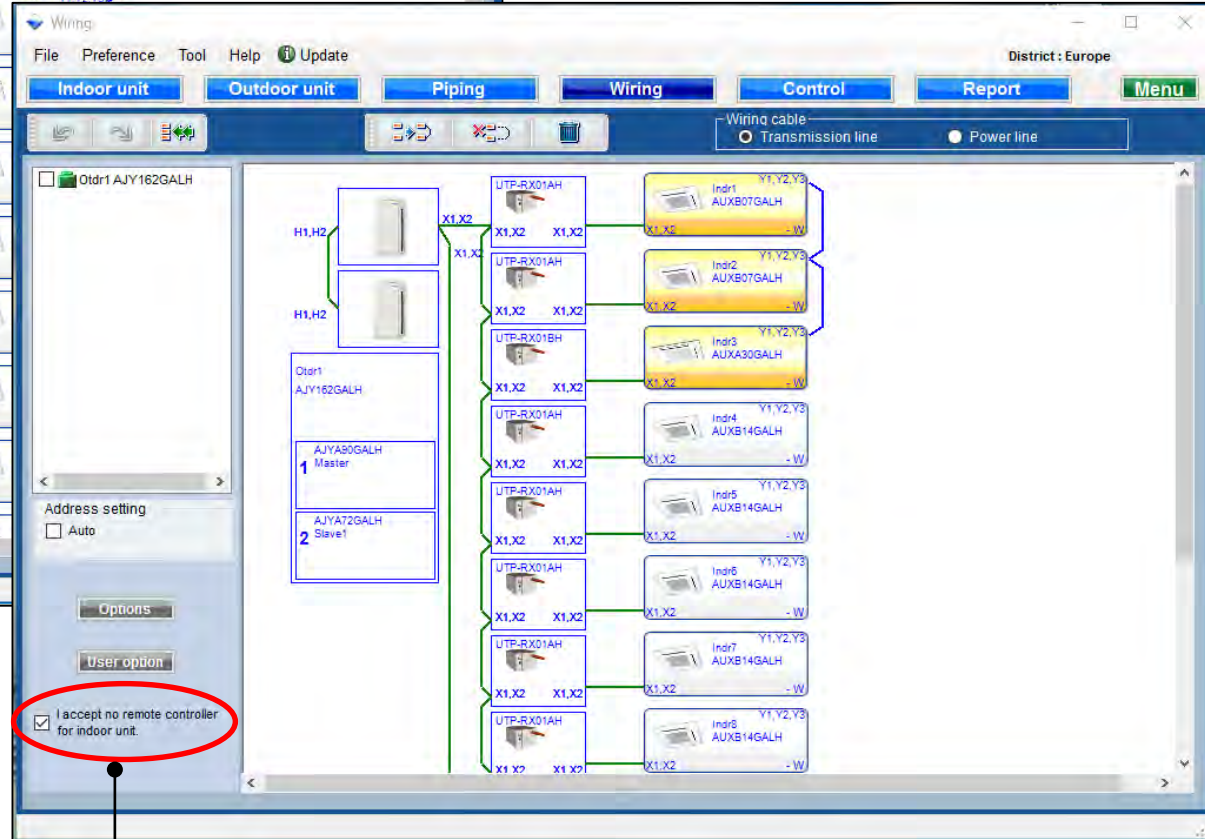 Wiring
File Preference Tool Help Update
District : Europe
Indoor unit Outdoor unit Piping Wiring Control Report Menu
Wiring cable
Transmission line Power line
Otdr1 AJY162GALH
Address setting
Auto
Options
User option
I accept no remote controller
for indoor unit.
H1,H2
H1,H2
X1,X2
X1,X2
Otdr1
AJY162GALH
AJYA90GALH
1 Master
AJYA72GALH
2 Slave1
UTP-RX01AH
X1,X2 X1,X2
UTP-RX01AH
X1,X2 X1,X2
UTP-RX01BH
X1,X2 X1,X2
UTP-RX01AH
X1,X2 X1,X2
UTP-RX01AH
X1,X2 X1,X2
UTP-RX01AH
X1,X2 X1,X2
UTP-RX01AH
X1,X2 X1,X2
UTP-RX01AH
X1,X2 X1,X2
Y1,Y2,Y3
Indr1
AUXB07GALH
X1,X2 - W
Y1,Y2,Y3
Indr2
AUXB07GALH
X1,X2 - W
Y1,Y2,Y3
Indr3
AUXA30GALH
X1,X2 - W
Y1,Y2,Y3
Indr4
AUXB14GALH
X1,X2 - W
Y1,Y2,Y3
Indr5
AUXB14GALH
X1,X2 - W
Y1,Y2,Y3
Indr6
AUXB14GALH
X1,X2 - W
Y1,Y2,Y3
Indr7
AUXB14GALH
X1,X2 - W
Y1,Y2,Y3
Indr8
AUXB14GALH
X1,X2 - W